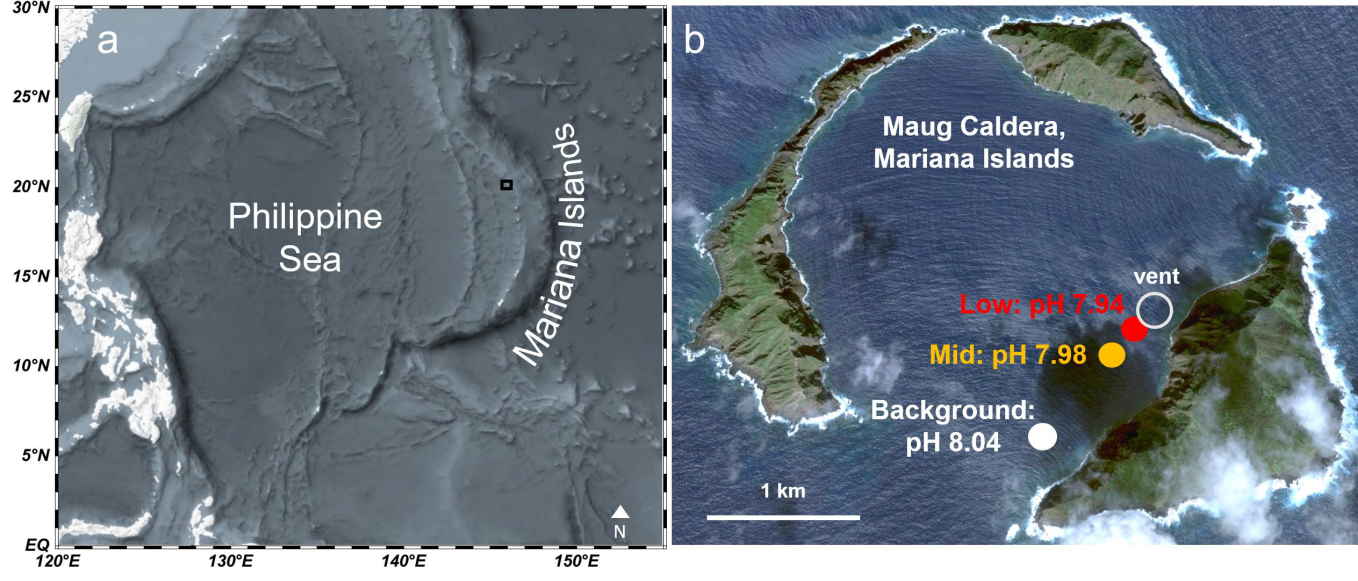 a
30°N
25°N
20°N
15°N
10°N
5°N
EQ
120°E
130°E
140°E
150°E
Philippine
Sea
Mariana Islands
N
b
Maug Caldera,
Mariana Islands
vent
Low: pH 7.94
Mid: pH 7.98
Background:
pH 8.04
1 km